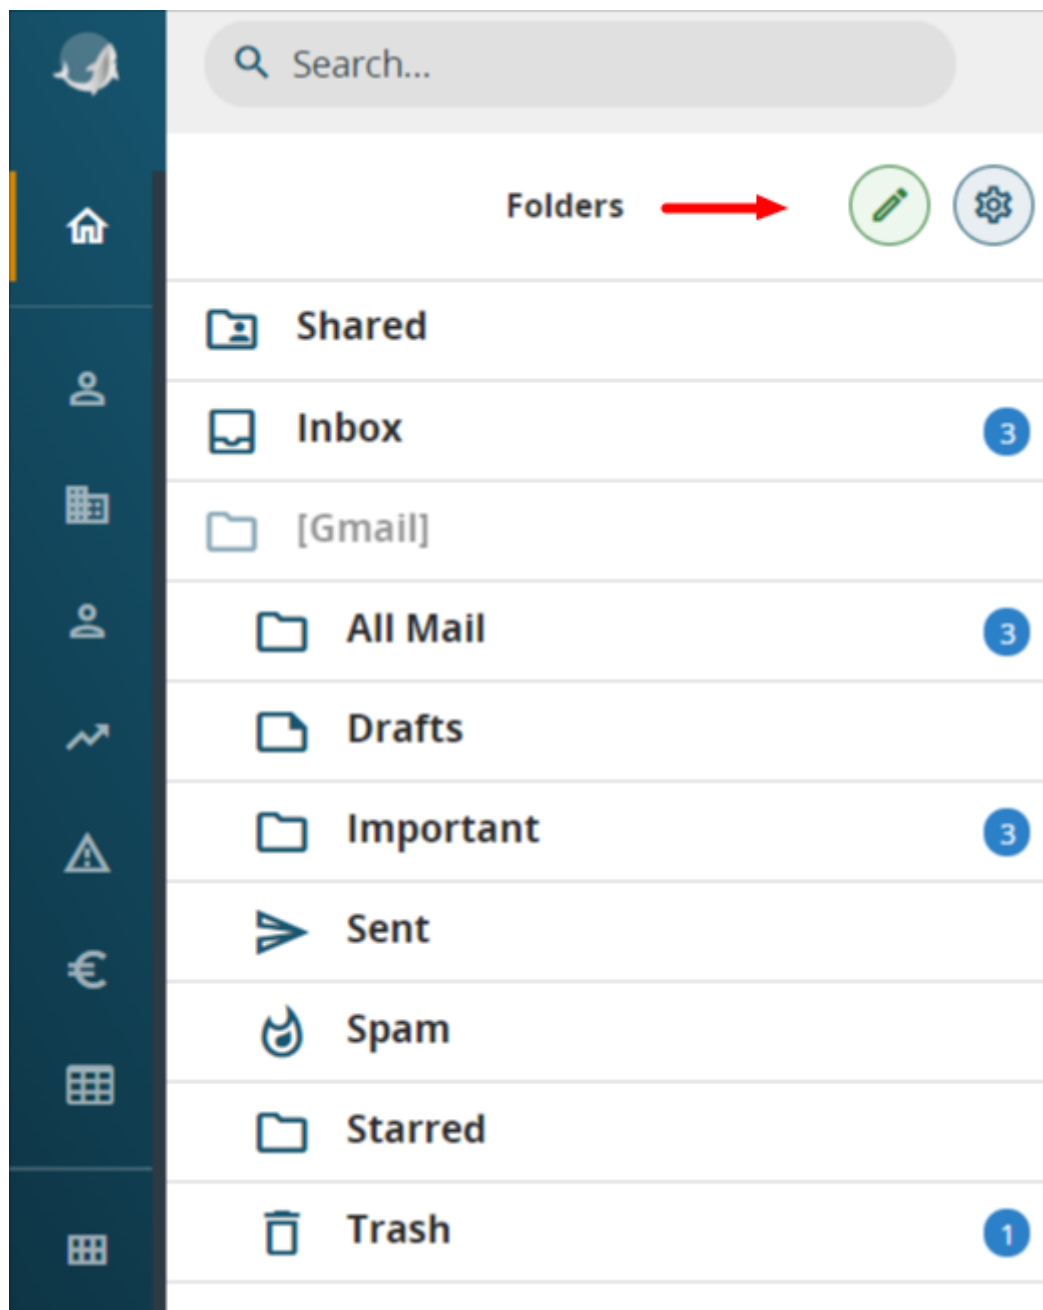 Search...
Folders
Shared
Inbox 3
[Gmail]
All Mail 3
Drafts
Important 3
Sent
Spam
Starred
Trash 1